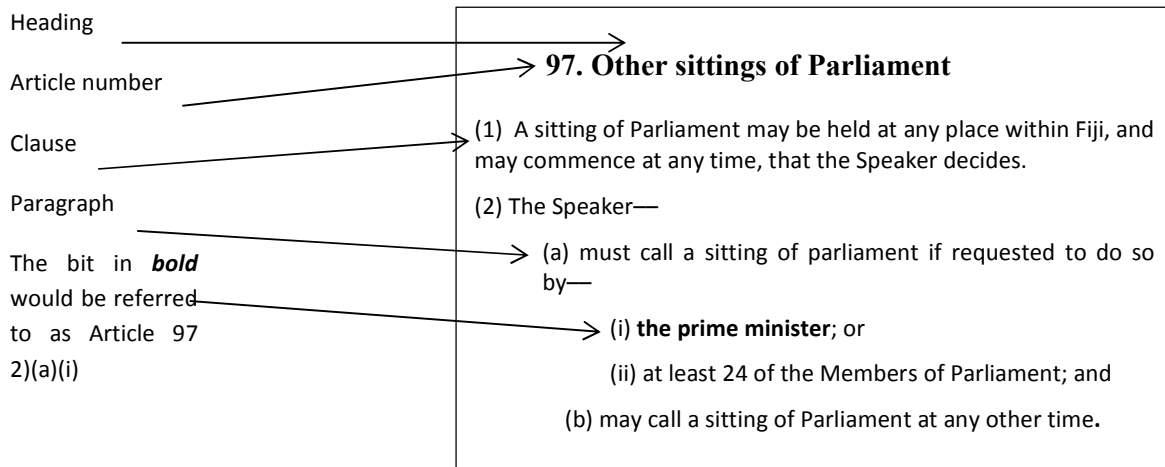 Heading
Article number
Clause
Paragraph
The bit in bold
would be referred
to as Article 97
2)(a)(i)
97. Other sittings of Parliament
(1) A sitting of Parliament may be held at any place within Fiji, and
may commence at any time, that the Speaker decides.
(2) The Speaker—
(a) must call a sitting of parliament if requested to do so
by—
(i) the prime minister; or
(ii) at least 24 of the Members of Parliament; and
(b) may call a sitting of Parliament at any other time.